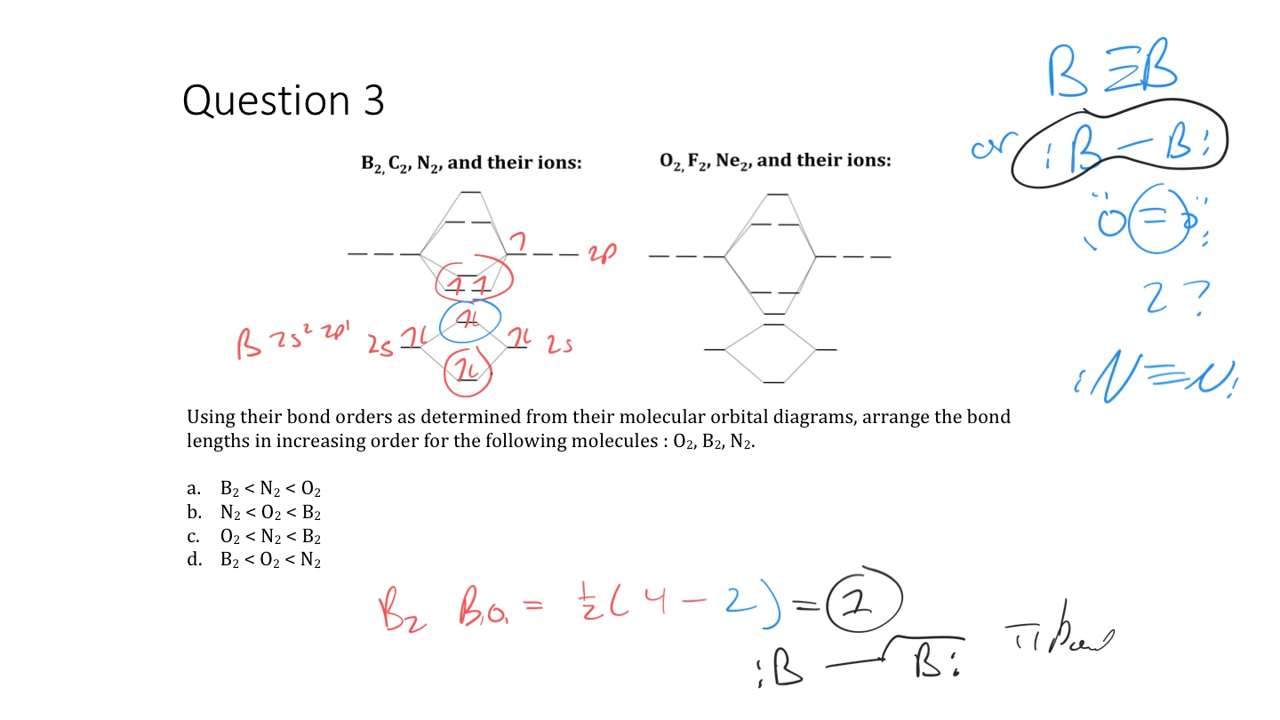 B ≡ B
Question 3
or :B – B:
B₂, C₂, N₂, and their ions:
O₂, F₂, Ne₂, and their ions:
O = O
2p
2 ?
B 2s² 2p¹
2s
2s
:N ≡ N:
Using their bond orders as determined from their molecular orbital diagrams, arrange the bond
lengths in increasing order for the following molecules : O₂, B₂, N₂.
a. B₂ < N₂ < O₂
b. N₂ < O₂ < B₂
c. O₂ < N₂ < B₂
d. B₂ < O₂ < N₂
B₂ B.O. = ½ ( 4 – 2 ) = 1
:B — B: